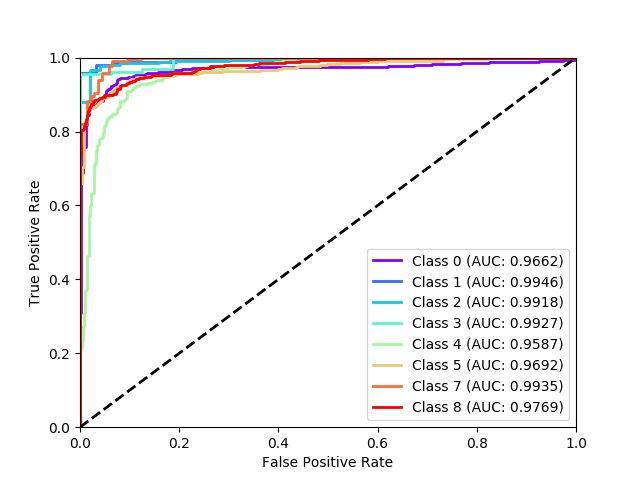 1.0
0.8
0.6
0.4
0.2
0.0
True Positive Rate
Class 0 (AUC: 0.9662)
Class 1 (AUC: 0.9946)
Class 2 (AUC: 0.9918)
Class 3 (AUC: 0.9927)
Class 4 (AUC: 0.9587)
Class 5 (AUC: 0.9692)
Class 7 (AUC: 0.9935)
Class 8 (AUC: 0.9769)
0.0 0.2 0.4 0.6 0.8 1.0
False Positive Rate